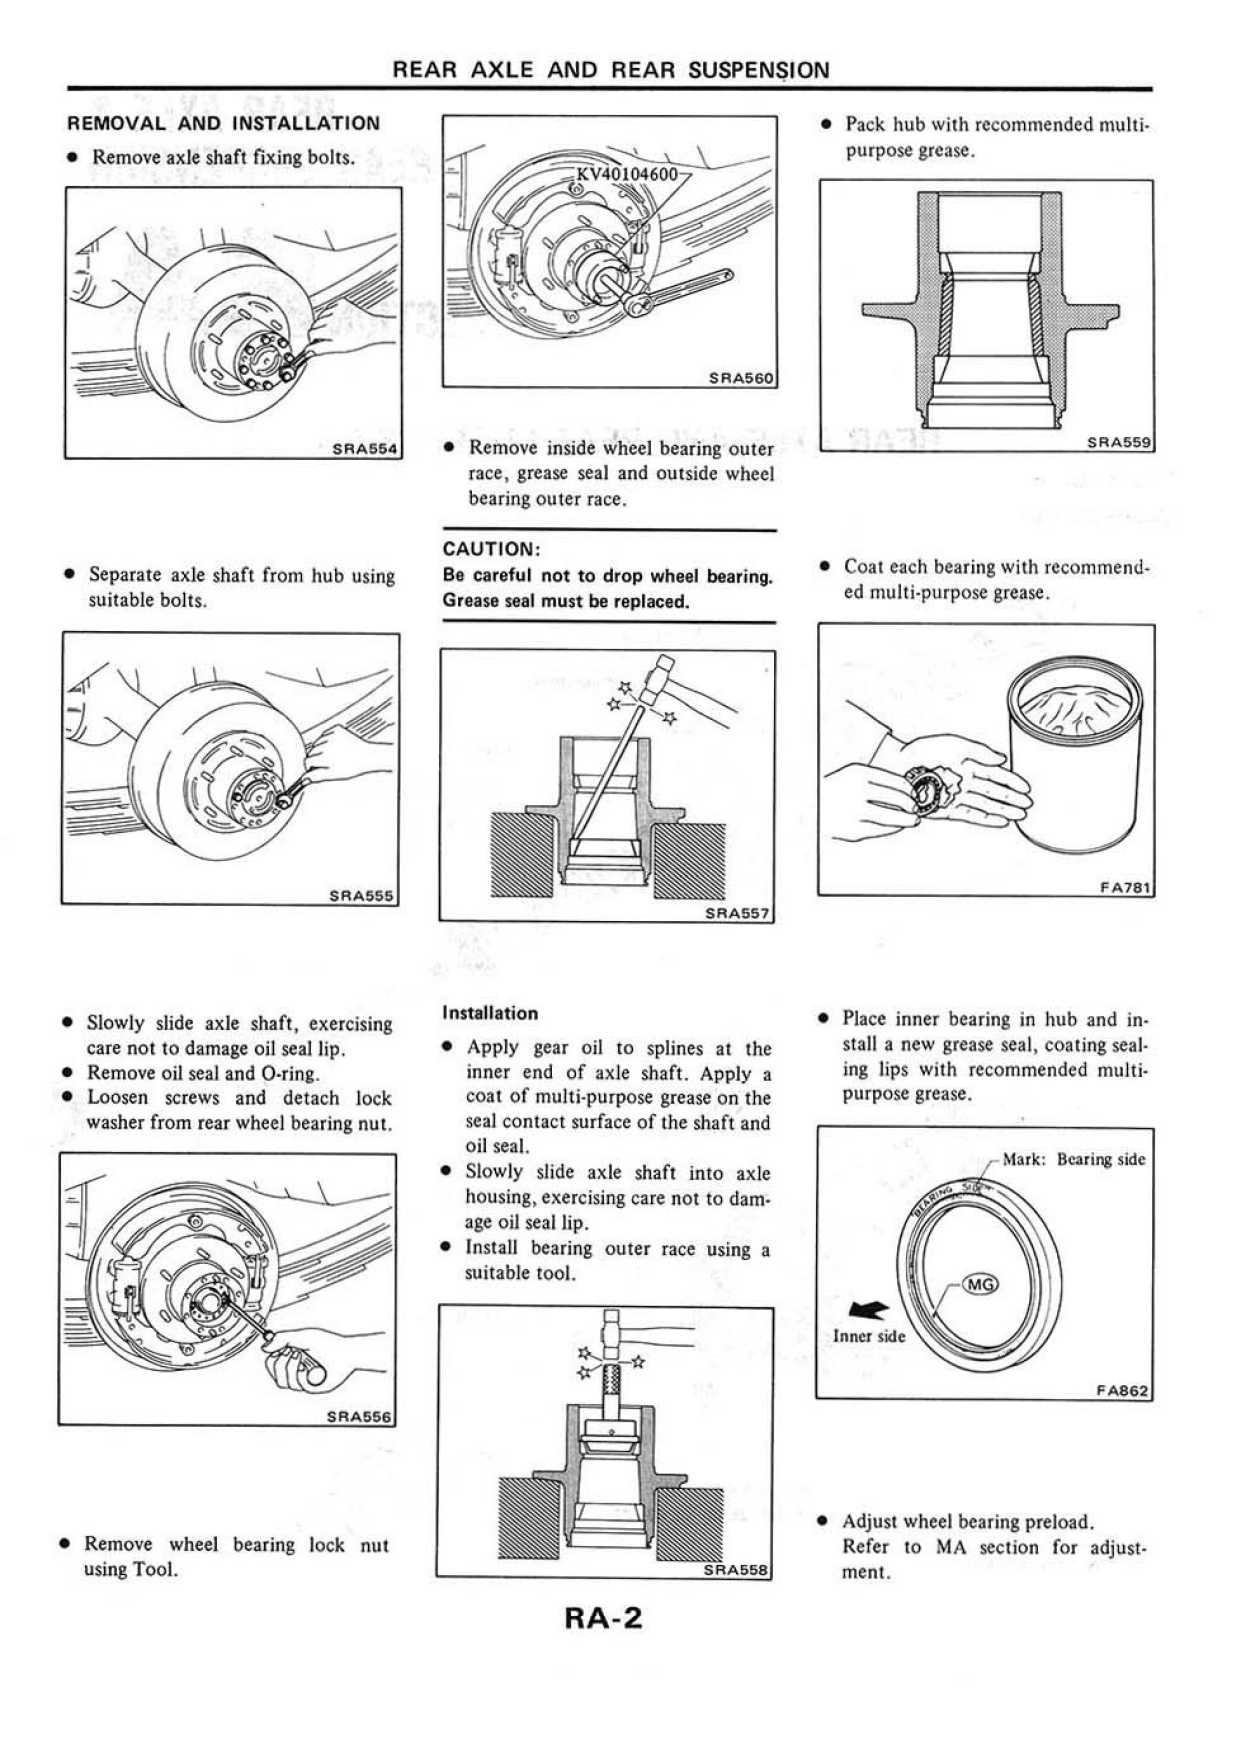 REAR AXLE AND REAR SUSPENSION
REMOVAL AND INSTALLATION
● Remove axle shaft fixing bolts.
SRA554
● Separate axle shaft from hub using
suitable bolts.
SRA555
● Slowly slide axle shaft, exercising
care not to damage oil seal lip.
● Remove oil seal and O-ring.
● Loosen screws and detach lock
washer from rear wheel bearing nut.
SRA556
● Remove wheel bearing lock nut
using Tool.
KV40104600
SRA560
● Remove inside wheel bearing outer
race, grease seal and outside wheel
bearing outer race.
CAUTION:
Be careful not to drop wheel bearing.
Grease seal must be replaced.
SRA557
Installation
● Apply gear oil to splines at the
inner end of axle shaft. Apply a
coat of multi-purpose grease on the
seal contact surface of the shaft and
oil seal.
● Slowly slide axle shaft into axle
housing, exercising care not to dam-
age oil seal lip.
● Install bearing outer race using a
suitable tool.
SRA558
● Pack hub with recommended multi-
purpose grease.
SRA559
● Coat each bearing with recommend-
ed multi-purpose grease.
FA781
● Place inner bearing in hub and in-
stall a new grease seal, coating seal-
ing lips with recommended multi-
purpose grease.
Mark: Bearing side
BEARING SIDE
MG
Inner side
FA862
● Adjust wheel bearing preload.
Refer to MA section for adjust-
ment.
RA-2